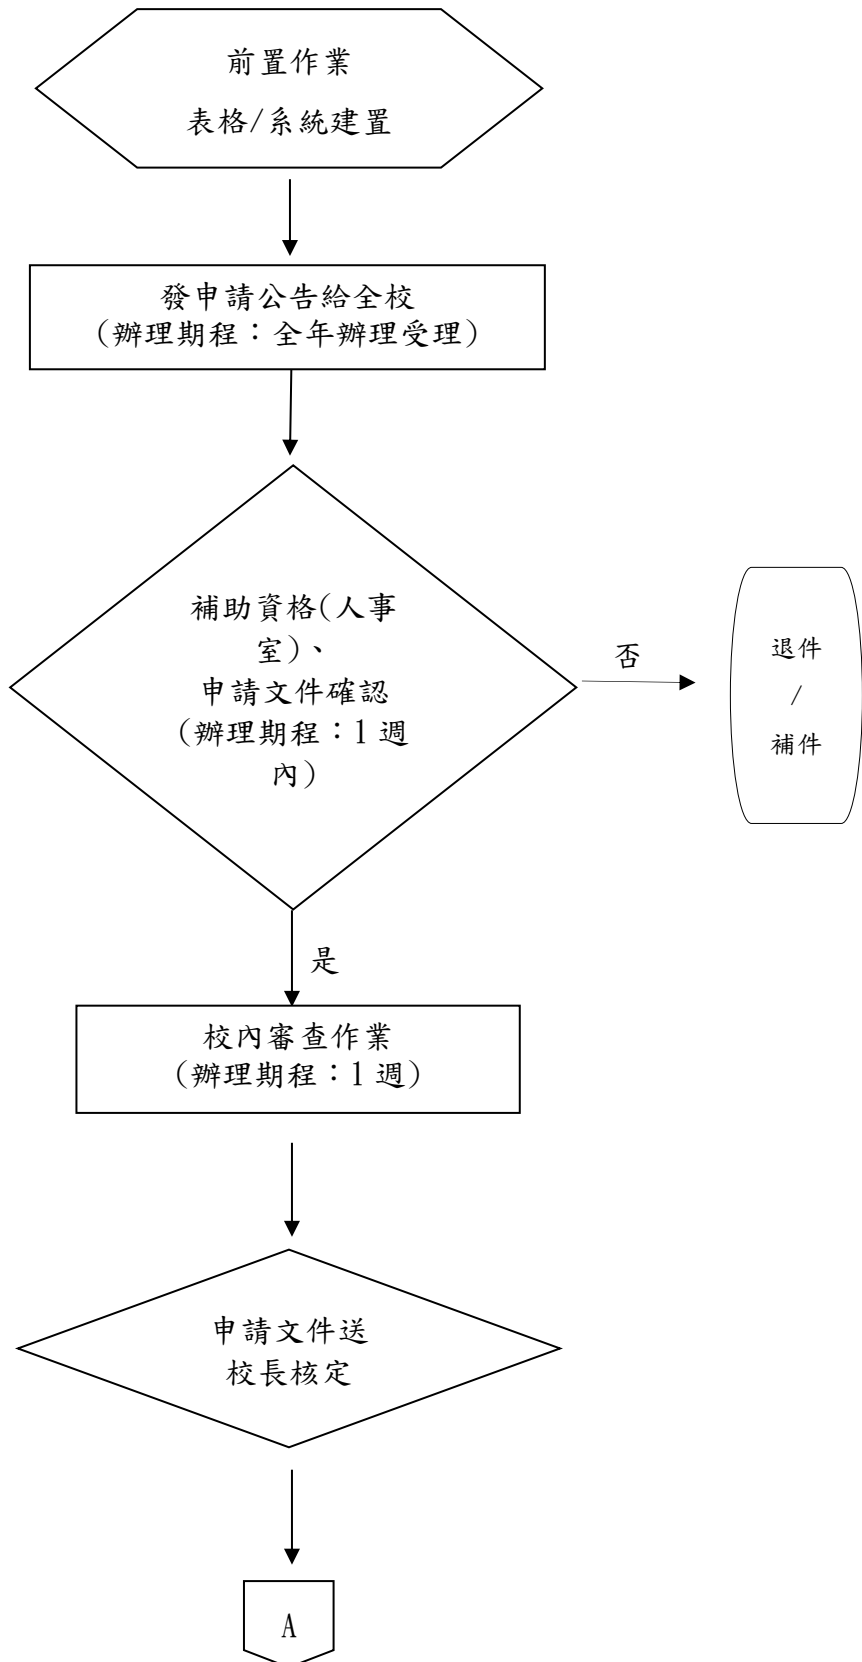 前置作業
表格/系統建置
發申請公告給全校
(辦理期程：全年辦理受理)
補助資格(人事
室)、
申請文件確認
(辦理期程：1 週
內)
否
退件
/
補件
是
校內審查作業
(辦理期程：1 週)
申請文件送
校長核定
A